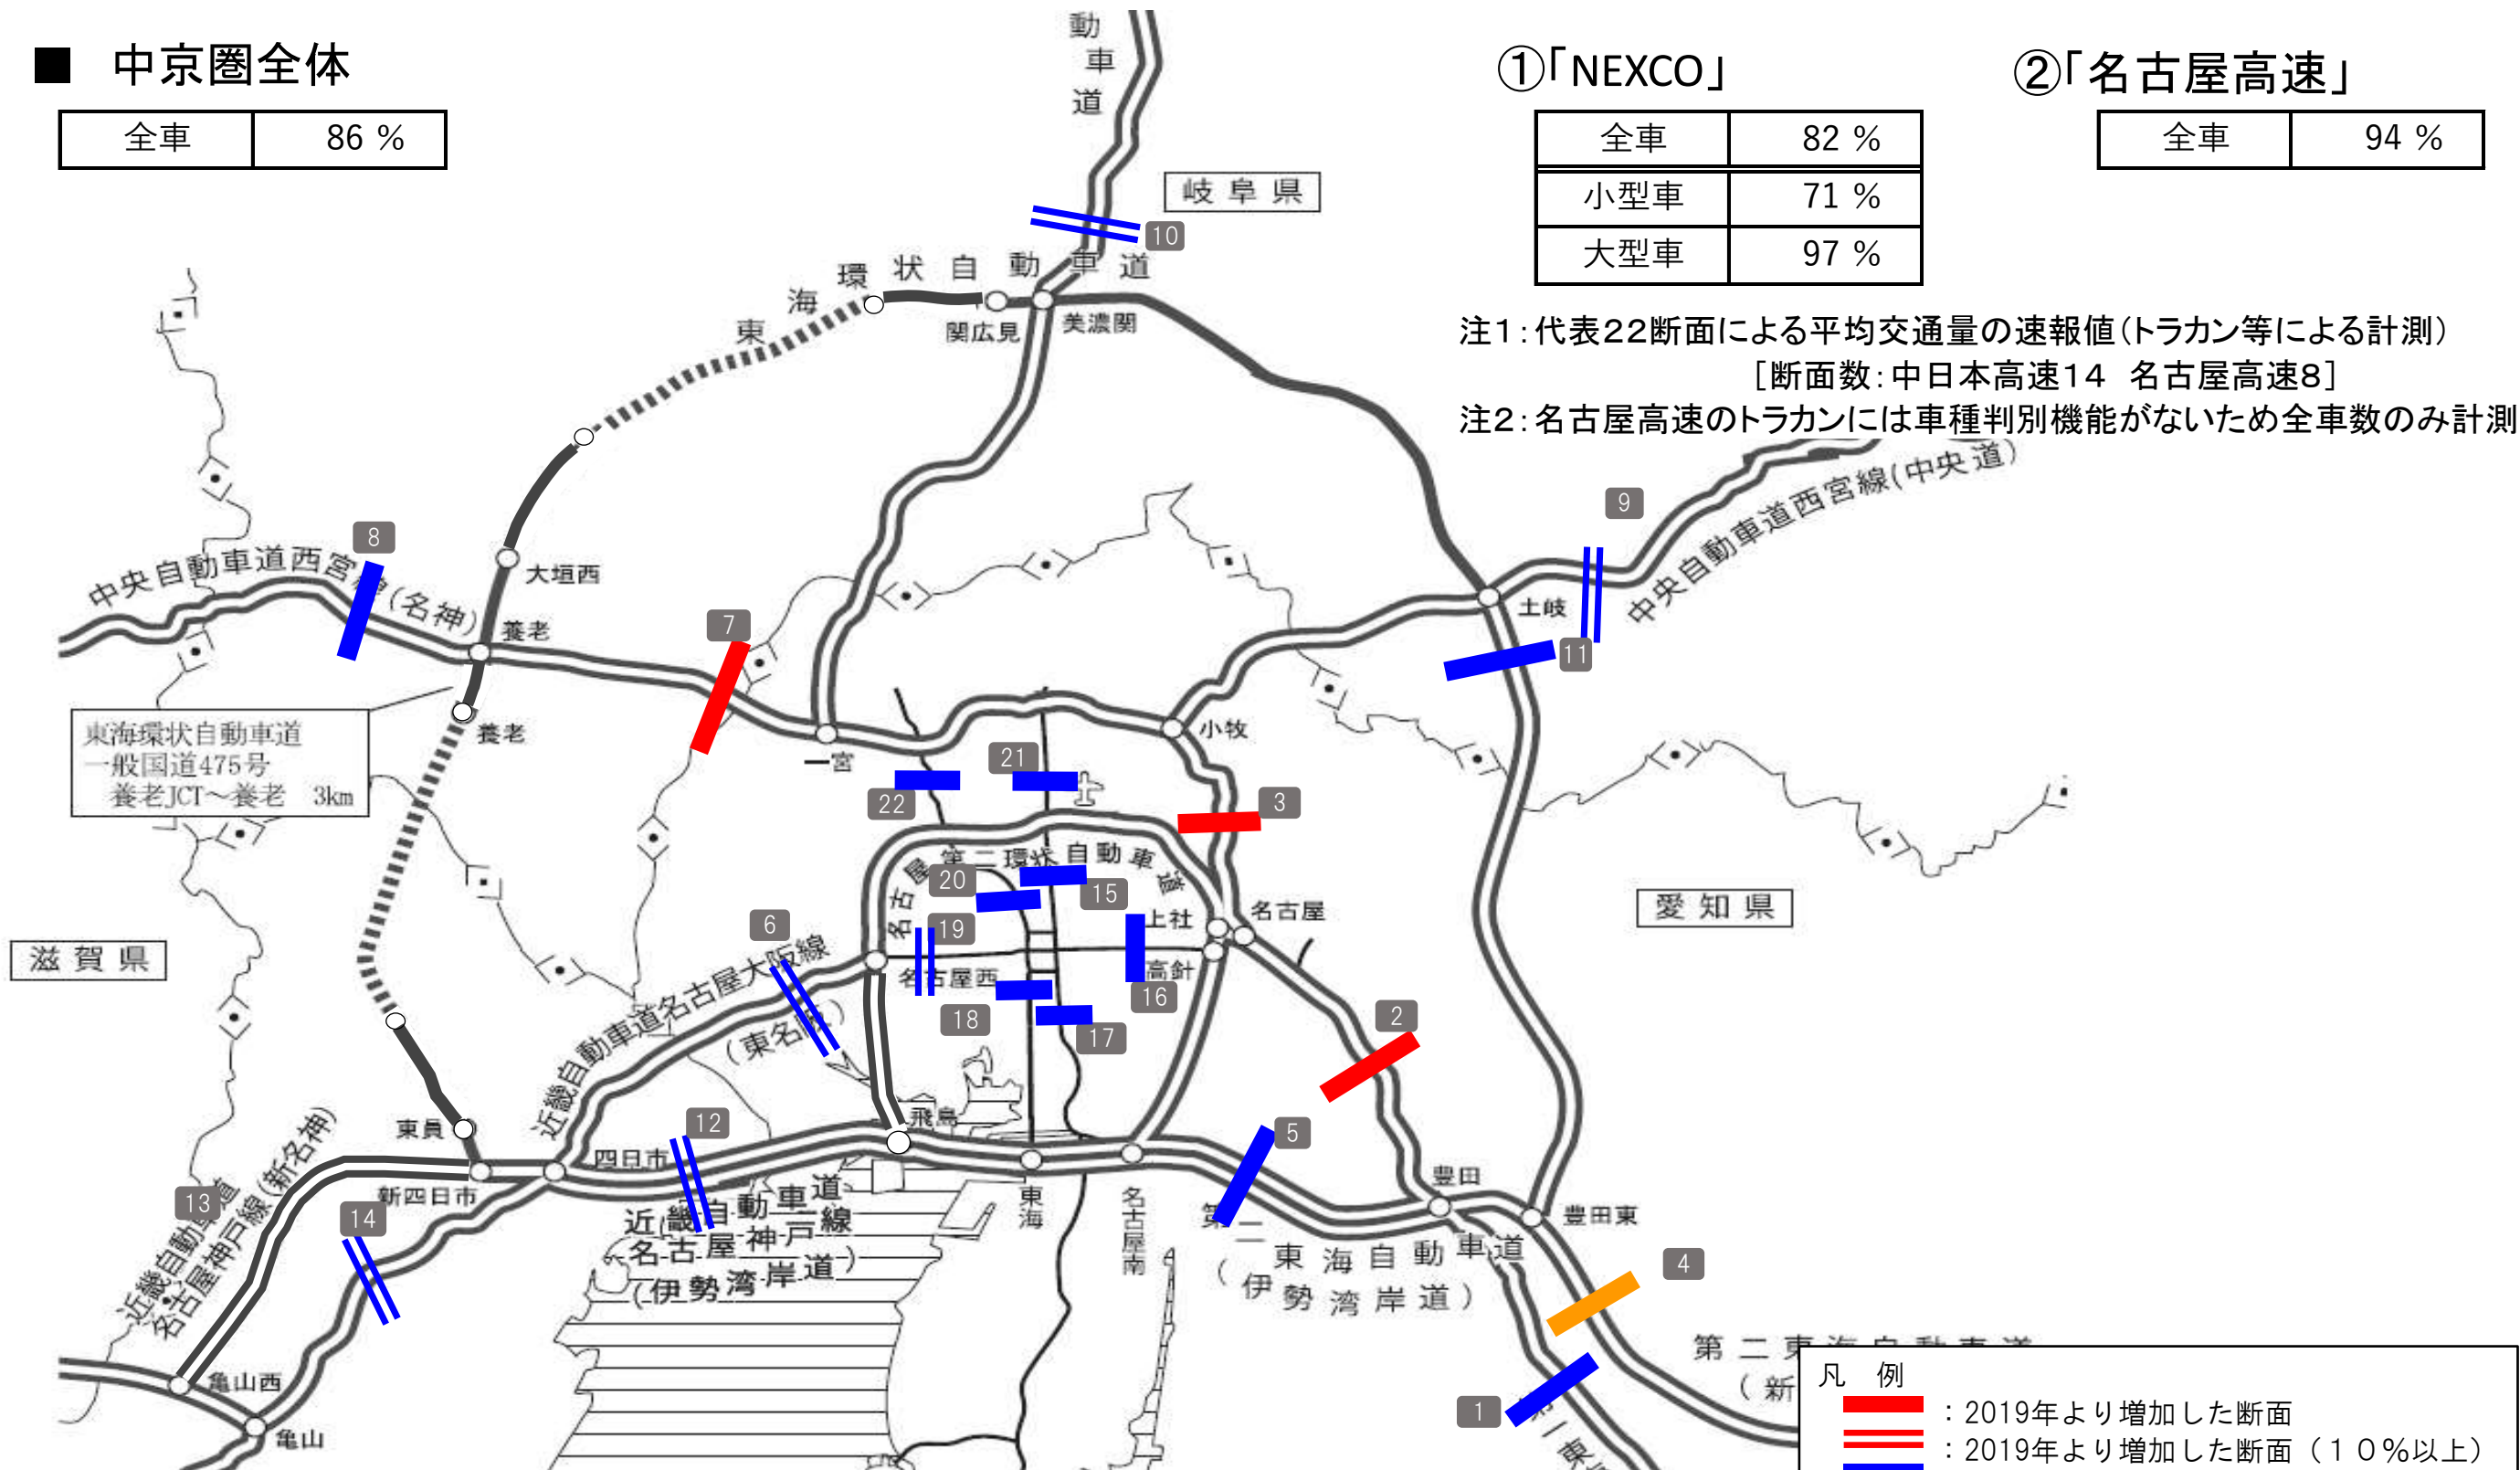 ■ 中京圏全体
全車 86 %
①「NEXCO」
全車 82 %
小型車 71 %
大型車 97 %
②「名古屋高速」
全車 94 %
注1:代表22断面による平均交通量の速報値(トラカン等による計測)
[断面数:中日本高速14 名古屋高速8]
注2:名古屋高速のトラカンには車種判別機能がないため全車数のみ計測
動車道
岐阜県
10
東海環状自動車道
関広見
美濃関
9
中央自動車道西宮線(中央道)
8
中央自動車道西宮線(名神)
大垣西
養老
土岐
11
7
養老
東海環状自動車道
一般国道475号
養老JCT～養老 3km
一宮
小牧
21
22
3
名古屋第二環状自動車道
20
15
上社
名古屋
愛知県
滋賀県
6
19
名古屋西
高針
16
近畿自動車道名古屋大阪線
(東名阪)
18
17
2
東員
12
飛島
5
四日市
新四日市
13
14
近畿自動車道
名古屋神戸線(新名神)
近畿自動車道
名古屋神戸線
(伊勢湾岸道)
東海
名古屋南
豊田
豊田東
第二東海自動車道
(伊勢湾岸道)
4
亀山西
亀山
1
第二東海自動車道
(新
第一東
凡 例
:2019年より増加した断面
:2019年より増加した断面(10%以上)